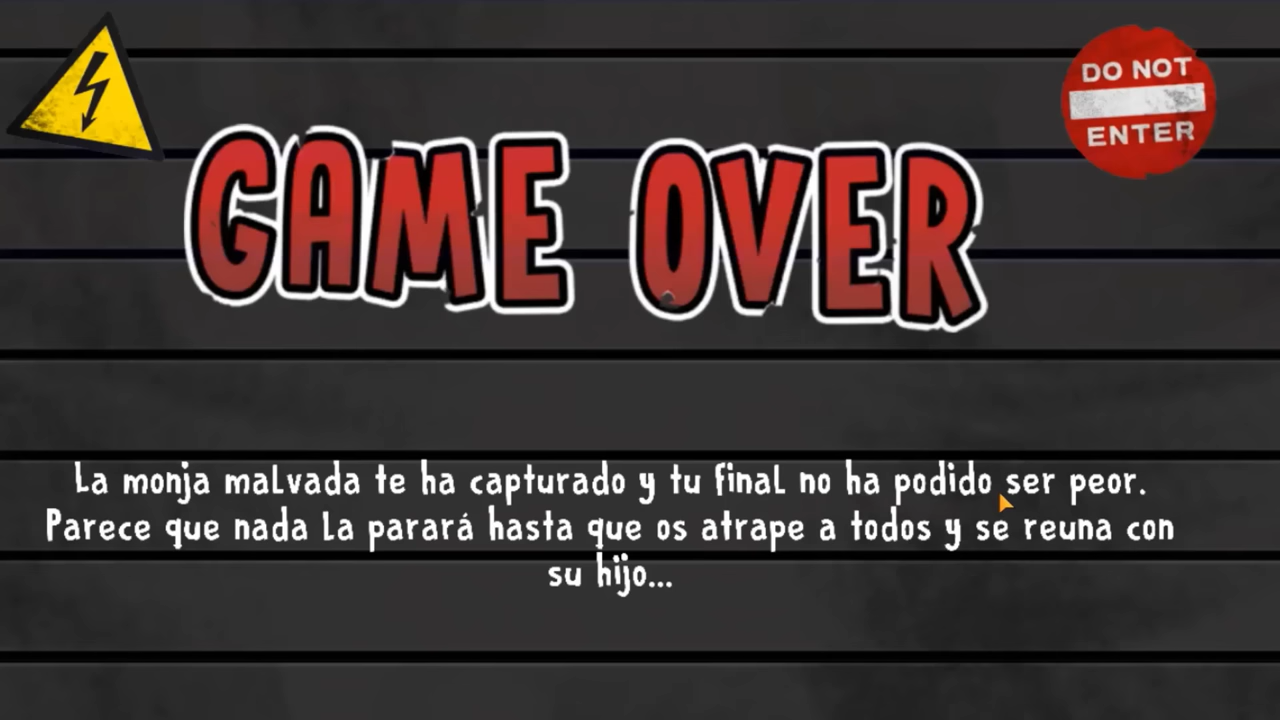 DO NOT
ENTER
GAME OVER
La monja malvada te ha capturado y tu final no ha podido ser peor.
Parece que nada la parará hasta que os atrape a todos y se reuna con
su hijo...